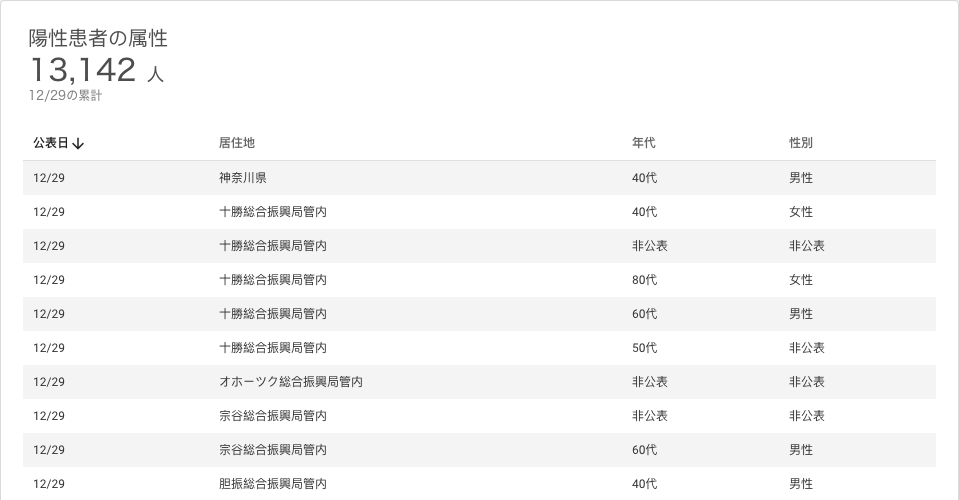 陽性患者の属性
13,142 人
12/29の累計
公表日 居住地 年代 性別
12/29 神奈川県 40代 男性
12/29 十勝総合振興局管内 40代 女性
12/29 十勝総合振興局管内 非公表 非公表
12/29 十勝総合振興局管内 80代 女性
12/29 十勝総合振興局管内 60代 男性
12/29 十勝総合振興局管内 50代 非公表
12/29 オホーツク総合振興局管内 非公表 非公表
12/29 宗谷総合振興局管内 非公表 非公表
12/29 宗谷総合振興局管内 60代 男性
12/29 胆振総合振興局管内 40代 男性